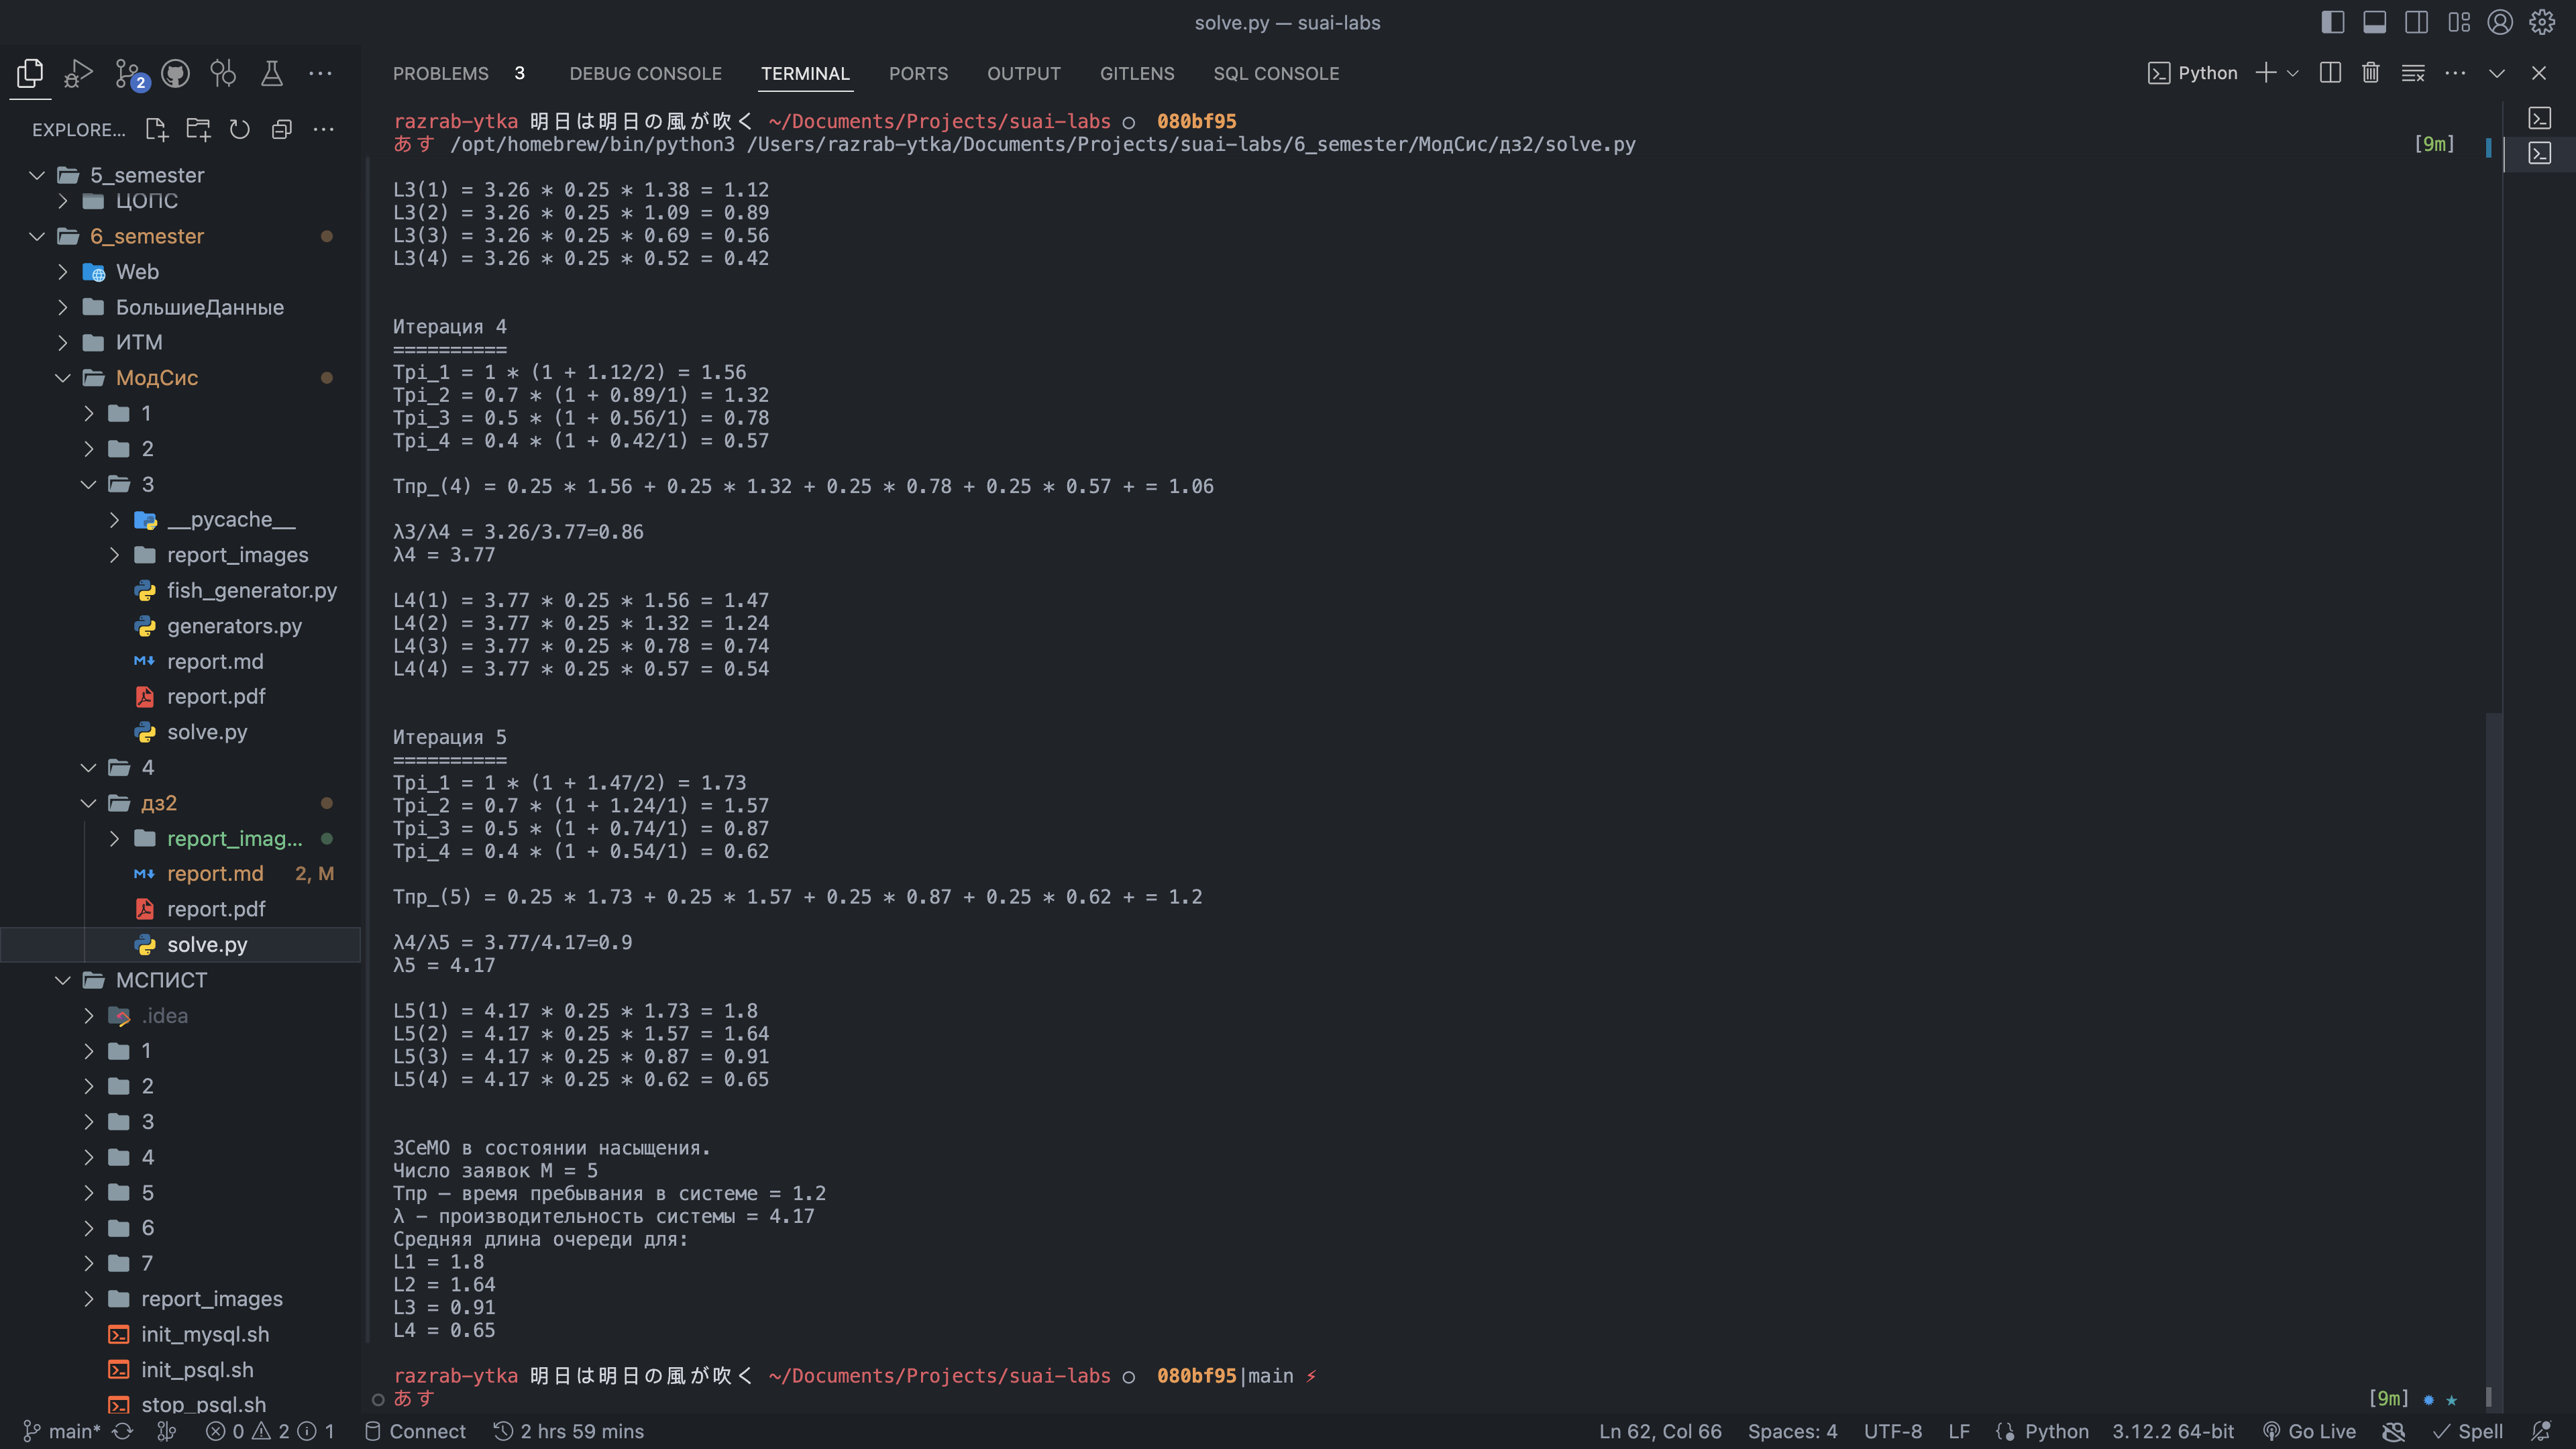 solve.py — suai-labs
PROBLEMS 3 DEBUG CONSOLE TERMINAL PORTS OUTPUT GITLENS SQL CONSOLE
Python
2
EXPLORE...
5_semester
ЦОПС
6_semester
Web
БольшиеДанные
ИТМ
МодСис
1
2
3
__pycache__
report_images
fish_generator.py
generators.py
report.md
report.pdf
solve.py
4
дз2
report_imag...
report.md 2, M
report.pdf
solve.py
МСПИСТ
.idea
1
2
3
4
5
6
7
report_images
init_mysql.sh
init_psql.sh
stop_psql.sh
razrab-ytka 明日は明日の風が吹く ~/Documents/Projects/suai-labs ○ 080bf95
あす /opt/homebrew/bin/python3 /Users/razrab-ytka/Documents/Projects/suai-labs/6_semester/МодСис/дз2/solve.py [9m]
L3(1) = 3.26 * 0.25 * 1.38 = 1.12
L3(2) = 3.26 * 0.25 * 1.09 = 0.89
L3(3) = 3.26 * 0.25 * 0.69 = 0.56
L3(4) = 3.26 * 0.25 * 0.52 = 0.42
Итерация 4
==========
Tpi_1 = 1 * (1 + 1.12/2) = 1.56
Tpi_2 = 0.7 * (1 + 0.89/1) = 1.32
Tpi_3 = 0.5 * (1 + 0.56/1) = 0.78
Tpi_4 = 0.4 * (1 + 0.42/1) = 0.57
Tпр_(4) = 0.25 * 1.56 + 0.25 * 1.32 + 0.25 * 0.78 + 0.25 * 0.57 + = 1.06
λ3/λ4 = 3.26/3.77=0.86
λ4 = 3.77
L4(1) = 3.77 * 0.25 * 1.56 = 1.47
L4(2) = 3.77 * 0.25 * 1.32 = 1.24
L4(3) = 3.77 * 0.25 * 0.78 = 0.74
L4(4) = 3.77 * 0.25 * 0.57 = 0.54
Итерация 5
==========
Tpi_1 = 1 * (1 + 1.47/2) = 1.73
Tpi_2 = 0.7 * (1 + 1.24/1) = 1.57
Tpi_3 = 0.5 * (1 + 0.74/1) = 0.87
Tpi_4 = 0.4 * (1 + 0.54/1) = 0.62
Tпр_(5) = 0.25 * 1.73 + 0.25 * 1.57 + 0.25 * 0.87 + 0.25 * 0.62 + = 1.2
λ4/λ5 = 3.77/4.17=0.9
λ5 = 4.17
L5(1) = 4.17 * 0.25 * 1.73 = 1.8
L5(2) = 4.17 * 0.25 * 1.57 = 1.64
L5(3) = 4.17 * 0.25 * 0.87 = 0.91
L5(4) = 4.17 * 0.25 * 0.62 = 0.65
ЗСеМО в состоянии насыщения.
Число заявок M = 5
Tпр — время пребывания в системе = 1.2
λ — производительность системы = 4.17
Средняя длина очереди для:
L1 = 1.8
L2 = 1.64
L3 = 0.91
L4 = 0.65
razrab-ytka 明日は明日の風が吹く ~/Documents/Projects/suai-labs ○ 080bf95|main ⚡
あす [9m]
main* 0 2 1 Connect 2 hrs 59 mins Ln 62, Col 66 Spaces: 4 UTF-8 LF Python 3.12.2 64-bit Go Live Spell